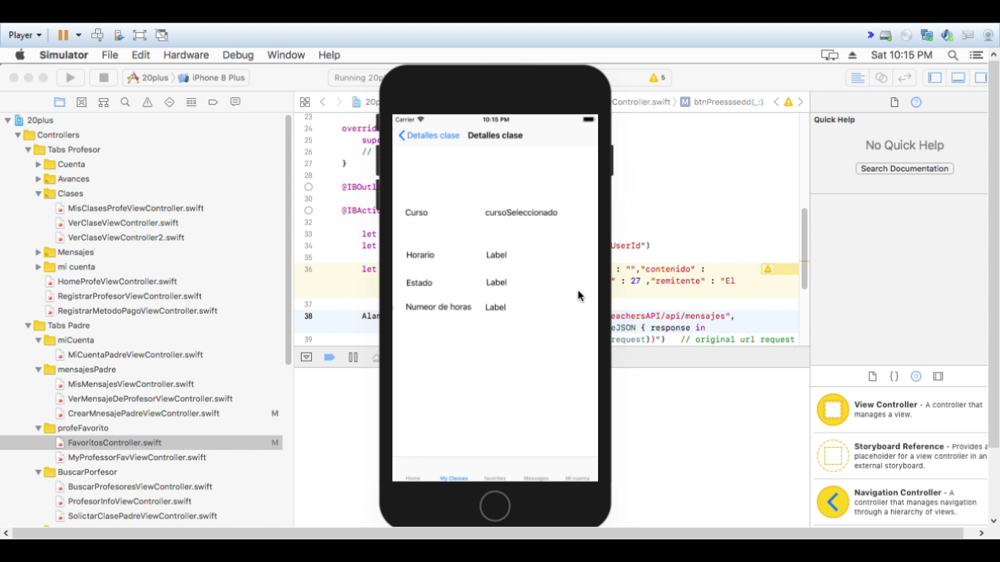 Player
Simulator File Edit Hardware Debug Window Help Sat 10:15 PM
20plus iPhone 8 Plus Running 20pl 5
20p Controller.swift btnPreesssedd(_:)
20plus
Controllers
Tabs Profesor
Cuenta
Avances
Clases
MisClasesProfeViewController.swift
VerClaseViewController.swift
VerClaseViewController2.swift
Mensajes
mi cuenta
HomeProfeViewController.swift
RegistrarProfesorViewController.swift
RegistrarMetodoPagoViewController.swift
Tabs Padre
miCuenta
MiCuentaPadreViewController.swift
mensajesPadre
MisMensajesViewController.swift
VerMensajeDeProfesorViewController.swift
CrearMnesajePadreViewController.swift M
profeFavorito
FavoritosController.swift M
MyProfessorFavViewController.swift
BuscarPorfesor
BuscarProfesoresViewController.swift
ProfesorInfoViewController.swift
SolictarClasePadreViewController.swift
23
24 overrid
25 supe
26 //
27 }
28
@IBOutl
30
@IBActi
32
33 let
34 let UserId")
35
36 let : "","contenido" :
" : 27 ,"remitente" : "El
37
38 Alam eachersAPI/api/mensajes",
eJSON { response in
39 request))") // original url request
Carrier 10:15 PM
Detalles clase Detalles clase
Curso cursoSeleccionado
Horario Label
Estado Label
Numeor de horas Label
Home My Classes favorites Messages Mi cuenta
Quick Help
No Quick Help
Search Documentation
View Controller - A controller that
manages a view.
Storyboard Reference - Provides a
placeholder for a view controller in an
external storyboard.
Navigation Controller - A
controller that manages navigation
through a hierarchy of views.